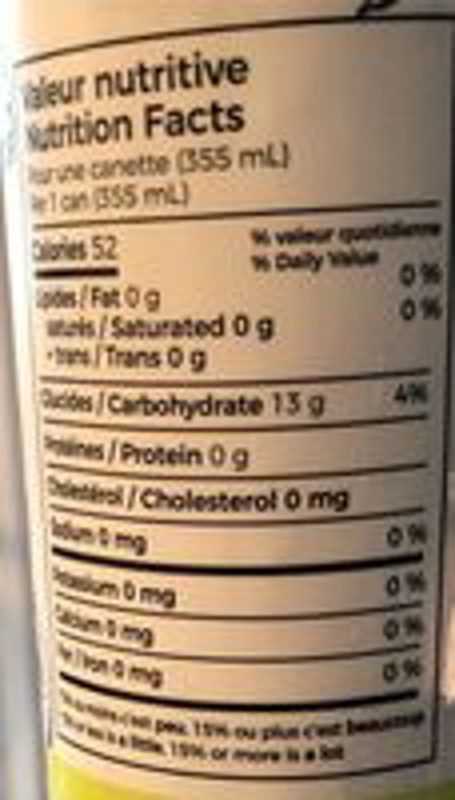 Valeur nutritive
Nutrition Facts
Pour une canette (355 mL)
Per 1 can (355 mL)
Calories 52
% valeur quotidienne
% Daily Value
Lipides / Fat 0 g 0 %
saturés / Saturated 0 g 0 %
+ trans / Trans 0 g
Glucides / Carbohydrate 13 g 4%
Protéines / Protein 0 g
Cholestérol / Cholesterol 0 mg
Sodium 0 mg 0 %
Potassium 0 mg 0 %
Calcium 0 mg 0 %
Fer / Iron 0 mg 0 %
ou moins c'est peu, 15% ou plus c'est beaucoup
or less is a little, 15% or more is a lot